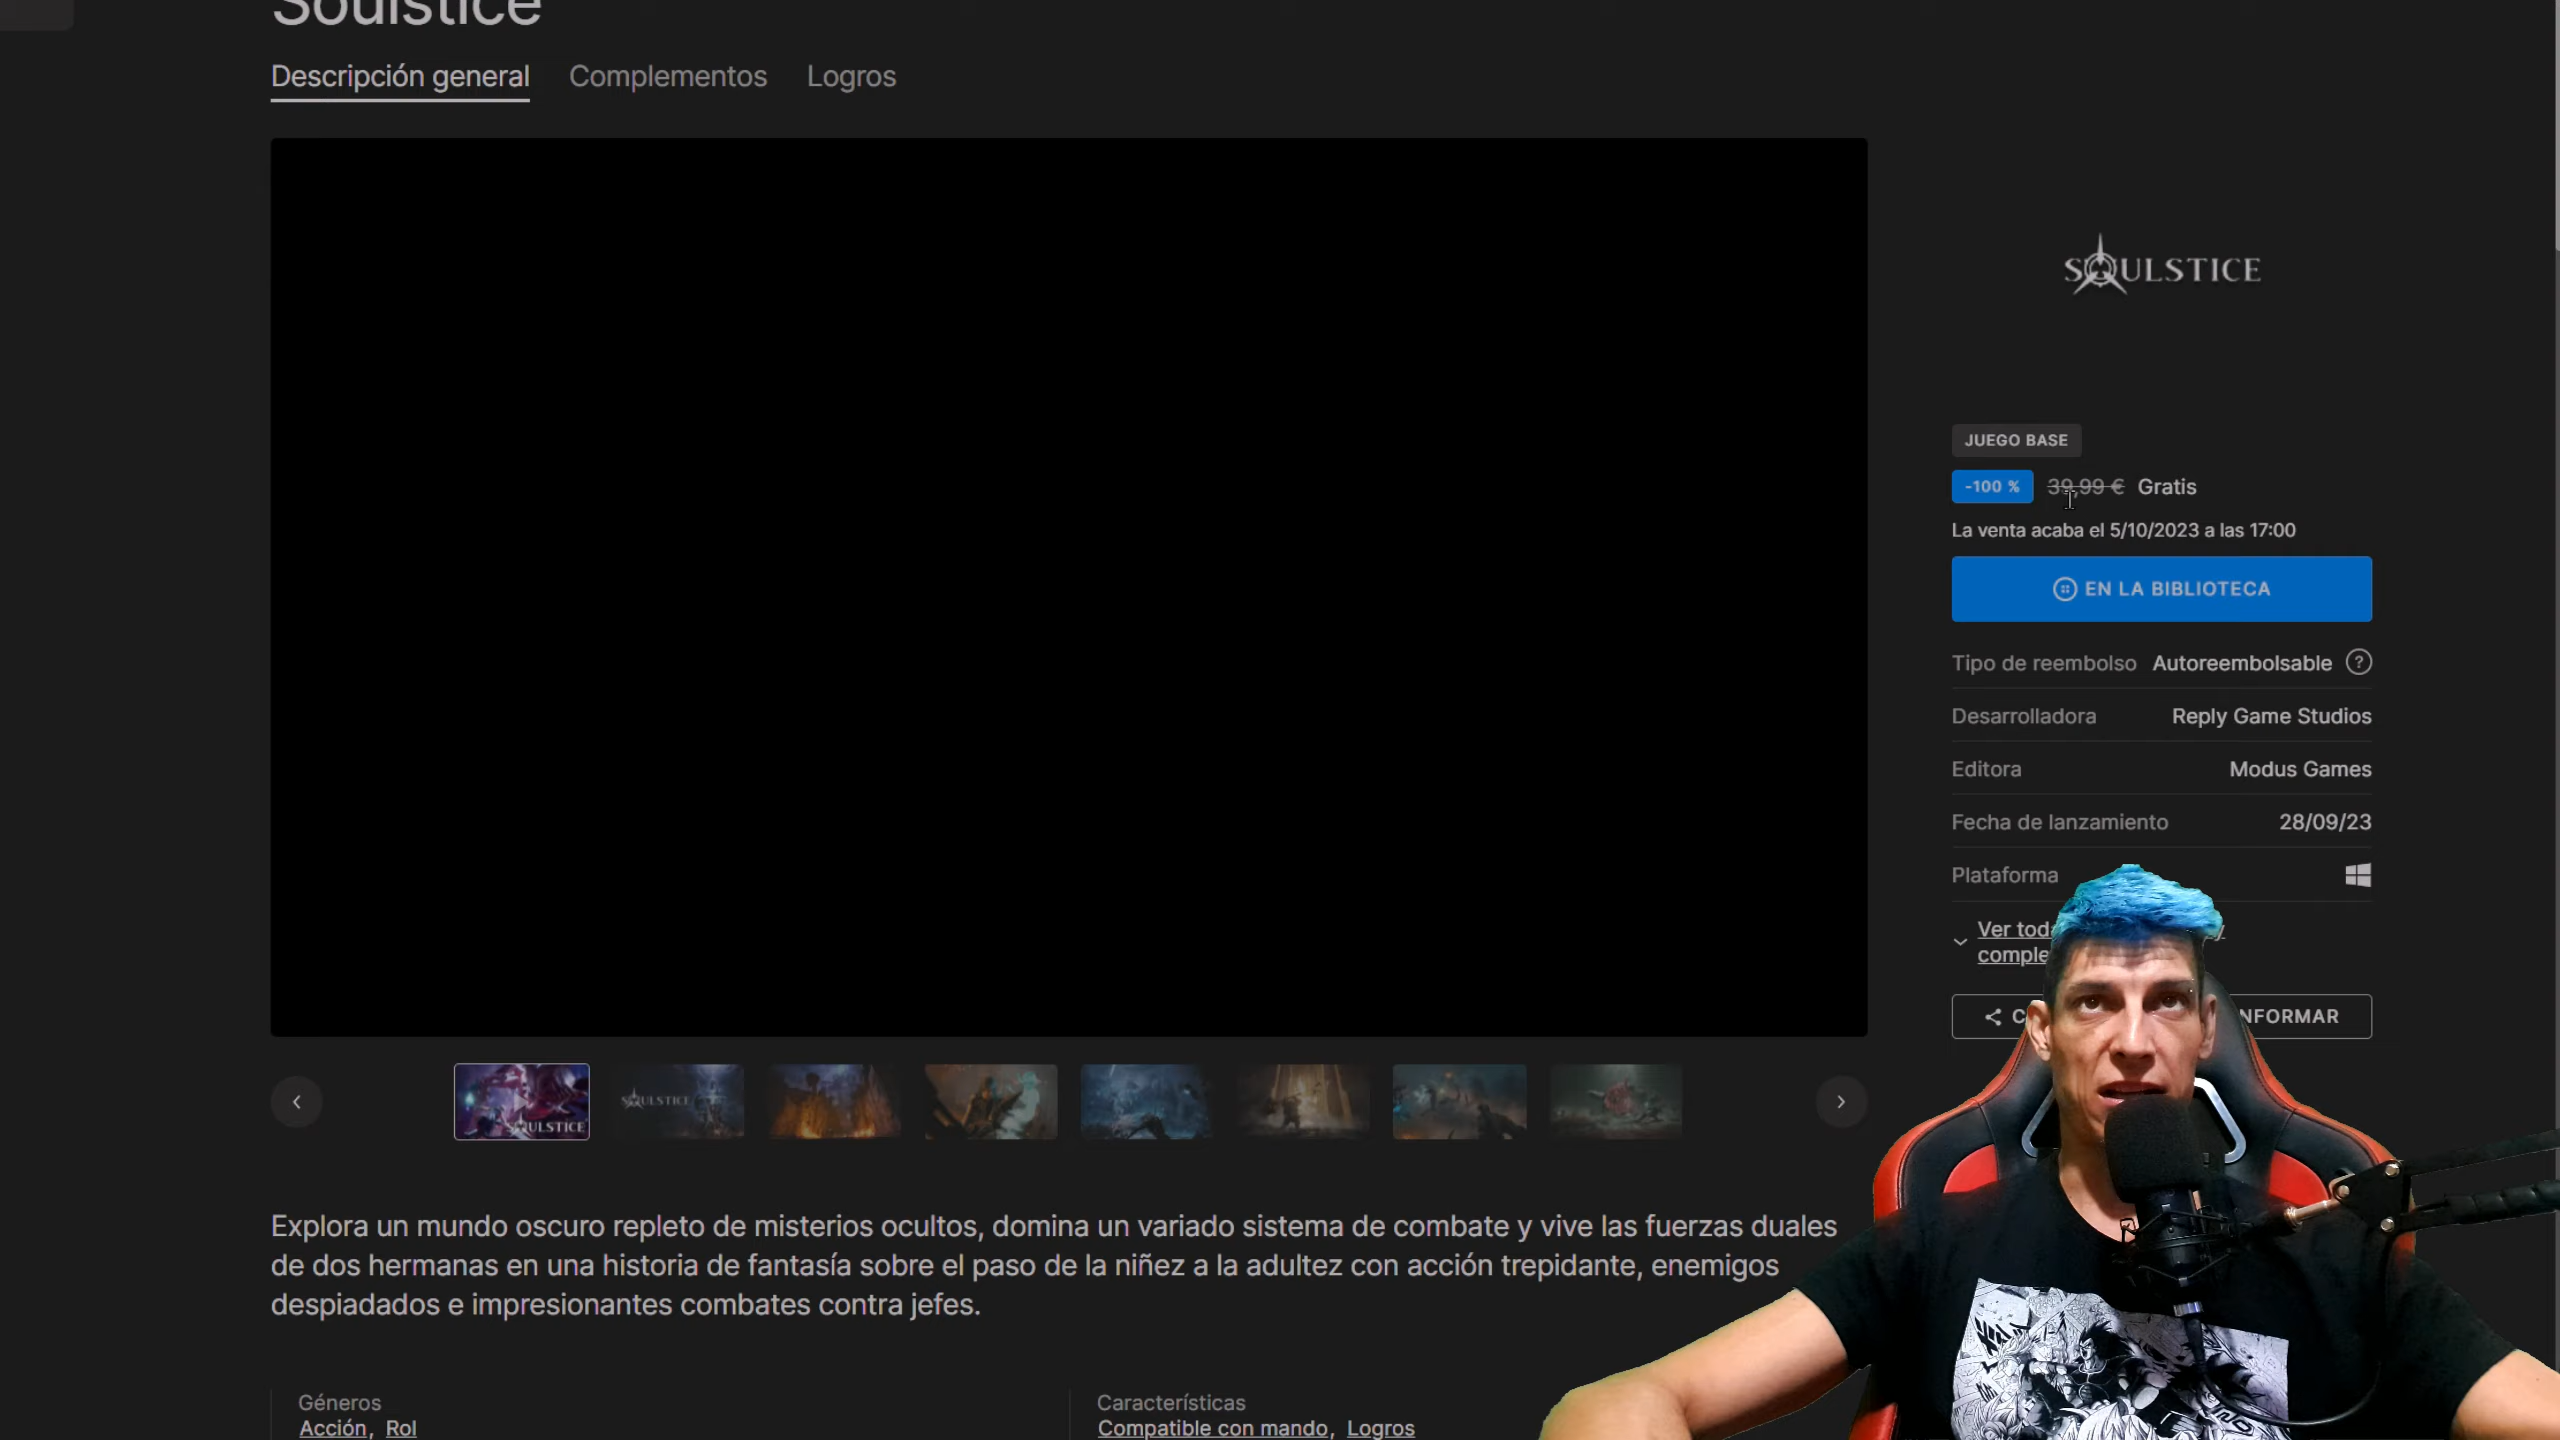 Soulstice
Descripción general Complementos Logros
SOULSTICE
JUEGO BASE
-100 % 39,99 € Gratis
La venta acaba el 5/10/2023 a las 17:00
EN LA BIBLIOTECA
Tipo de reembolso Autoreembolsable ?
Desarrolladora Reply Game Studios
Editora Modus Games
Fecha de lanzamiento 28/09/23
Plataforma
Ver
SOULSTICE
SOULSTICE
Explora un mundo oscuro repleto de misterios ocultos, domina un variado sistema de combate y vive las fuerzas duales
de dos hermanas en una historia de fantasía sobre el paso de la niñez a la adultez con acción trepidante, enemigos
despiadados e impresionantes combates contra jefes.
Géneros
Acción, Rol
Características
Compatible con mando, Logros